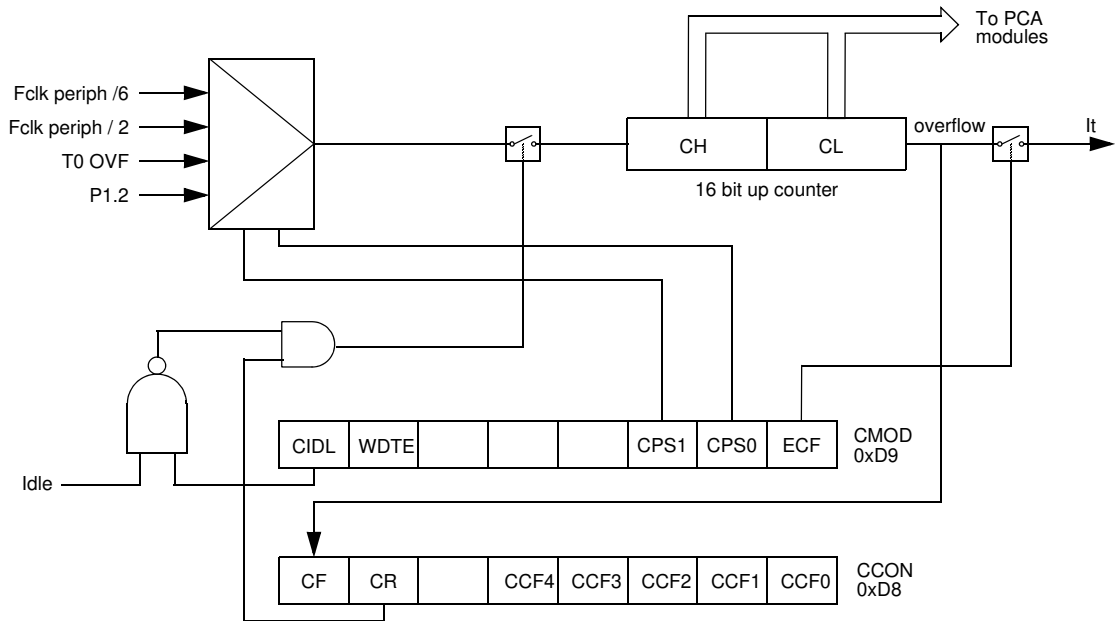 To PCA
modules
Fclk periph /6
Fclk periph / 2
T0 OVF
P1.2
CH
CL
overflow
It
16 bit up counter
CIDL WDTE CPS1 CPS0 ECF
CMOD
0xD9
Idle
CF CR CCF4 CCF3 CCF2 CCF1 CCF0
CCON
0xD8